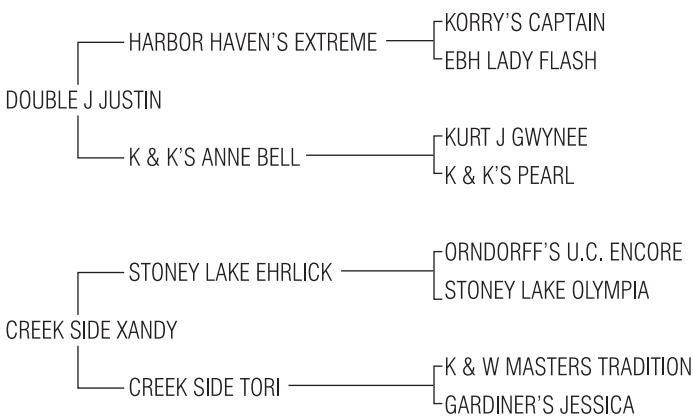 KORRY'S CAPTAIN
HARBOR HAVEN'S EXTREME
EBH LADY FLASH
DOUBLE J JUSTIN
KURT J GWYNEE
K & K'S ANNE BELL
K & K'S PEARL
ORNDORFF'S U.C. ENCORE
STONEY LAKE EHRLICK
STONEY LAKE OLYMPIA
CREEK SIDE XANDY
K & W MASTERS TRADITION
CREEK SIDE TORI
GARDINER'S JESSICA